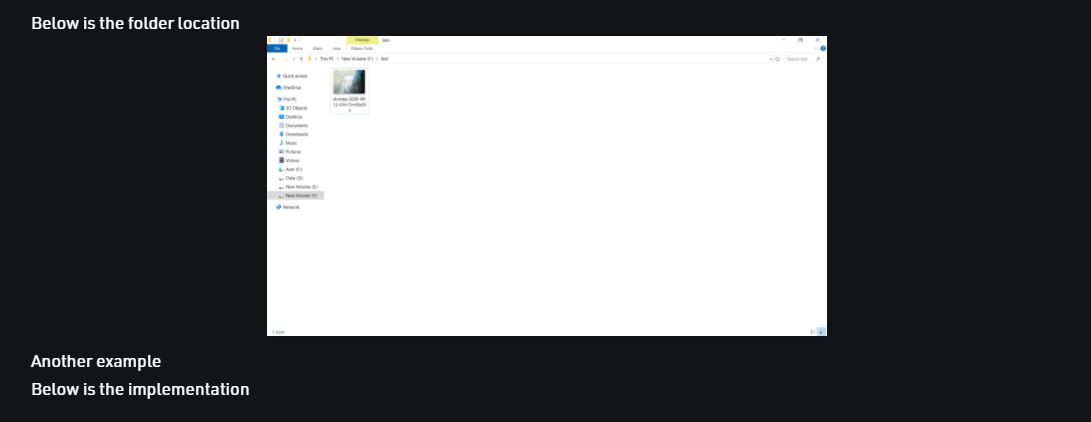 Below is the folder location
Manage
test
File
Home
Share
View
Picture Tools
This PC > New Volume (F:) > test
Search test
Quick access
OneDrive
This PC
3D Objects
Desktop
Documents
Downloads
Music
Pictures
Videos
Acer (C:)
Data (D:)
New Volume (E:)
New Volume (F:)
Network
1 item
Another example
Below is the implementation